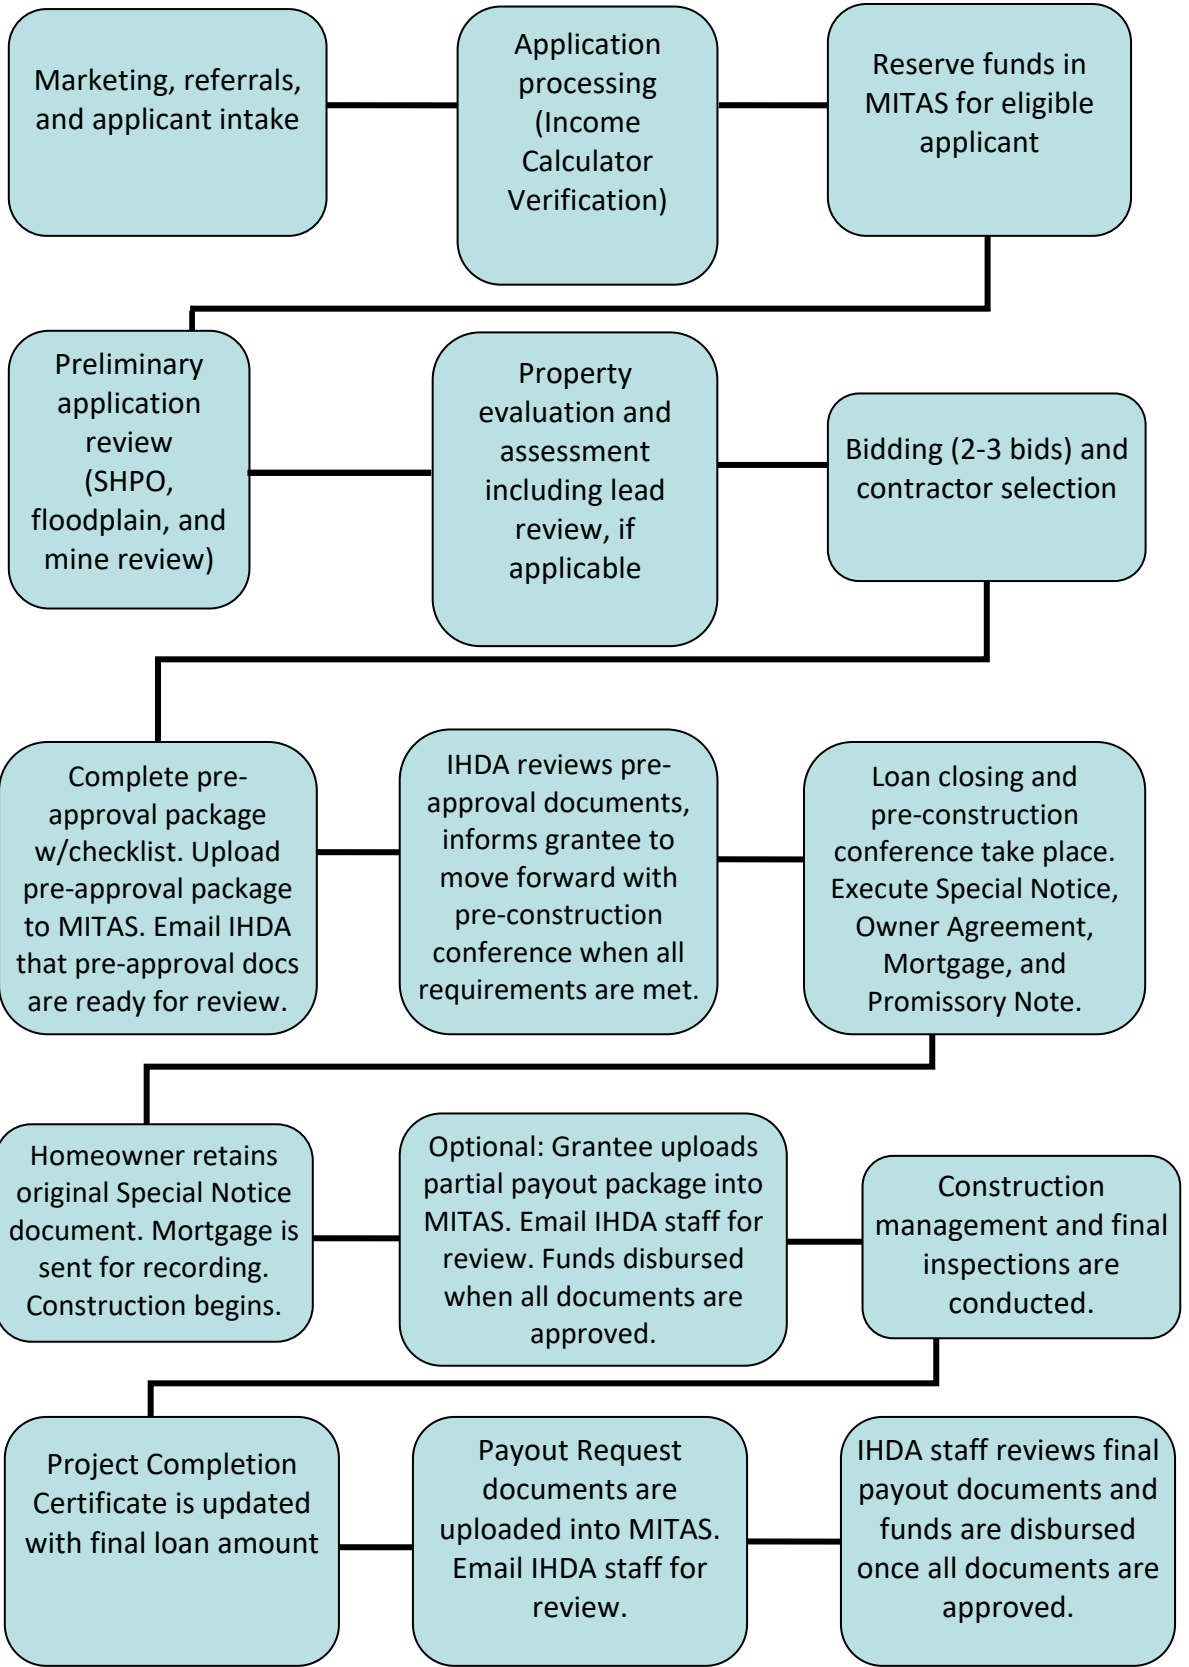 Marketing, referrals,
and applicant intake
Application
processing
(Income
Calculator
Verification)
Reserve funds in
MITAS for eligible
applicant
Preliminary
application
review
(SHPO,
floodplain, and
mine review)
Property
evaluation and
assessment
including lead
review, if
applicable
Bidding (2-3 bids) and
contractor selection
Complete pre-
approval package
w/checklist. Upload
pre-approval package
to MITAS. Email IHDA
that pre-approval docs
are ready for review.
IHDA reviews pre-
approval documents,
informs grantee to
move forward with
pre-construction
conference when all
requirements are met.
Loan closing and
pre-construction
conference take place.
Execute Special Notice,
Owner Agreement,
Mortgage, and
Promissory Note.
Homeowner retains
original Special Notice
document. Mortgage is
sent for recording.
Construction begins.
Optional: Grantee uploads
partial payout package into
MITAS. Email IHDA staff for
review. Funds disbursed
when all documents are
approved.
Construction
management and final
inspections are
conducted.
Project Completion
Certificate is updated
with final loan amount
Payout Request
documents are
uploaded into MITAS.
Email IHDA staff for
review.
IHDA staff reviews final
payout documents and
funds are disbursed
once all documents are
approved.